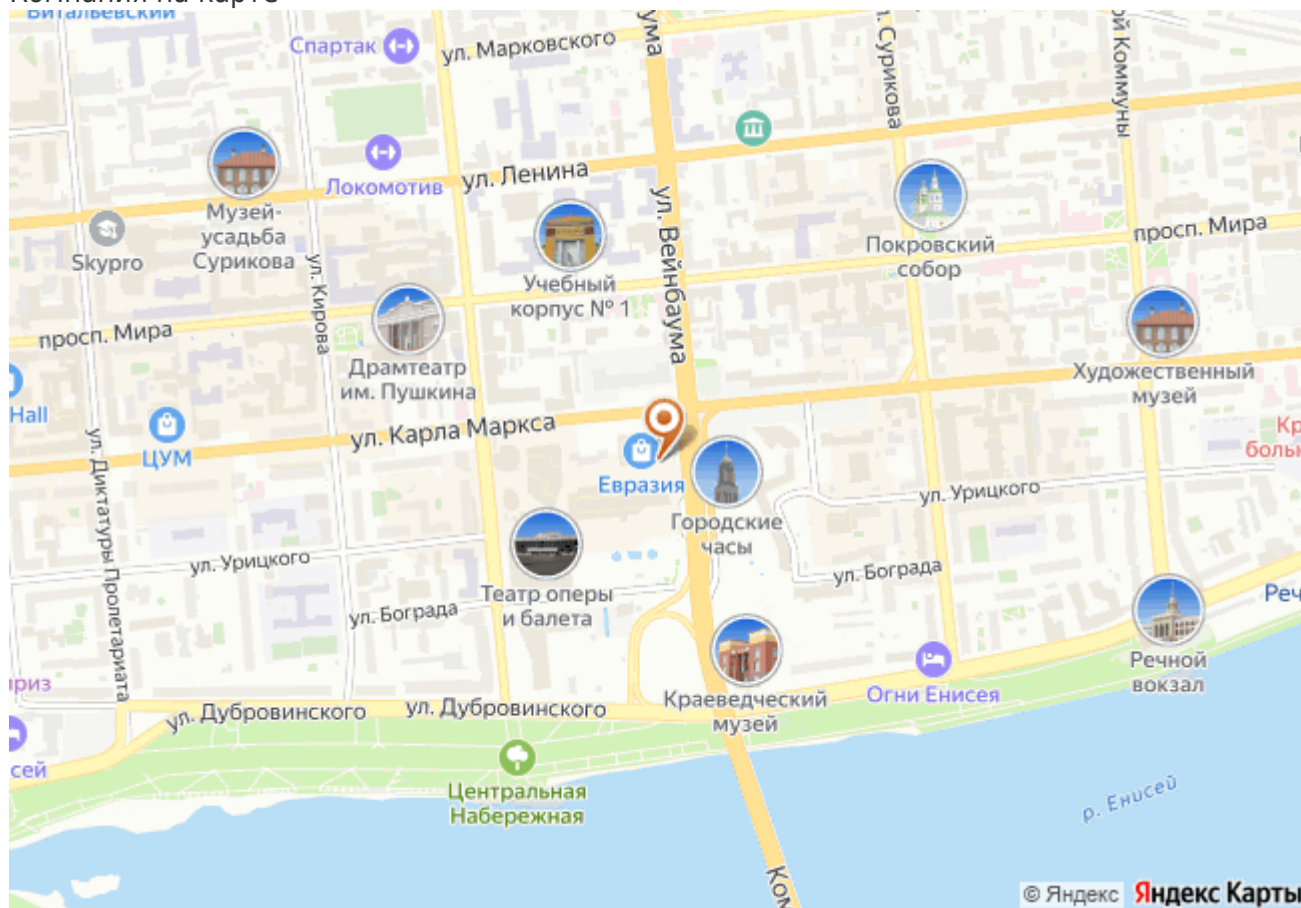 Компания на карте
Витальевский
Спартак
ул. Марковского
ул. Сурикова
Локомотив
ул. Ленина
Музей-
усадьба
Сурикова
Skypro
ул. Кирова
Учебный
корпус № 1
ул. Вейнбаума
Покровский
собор
просп. Мира
просп. Мира
Драмтеатр
им. Пушкина
Художественный
музей
Hall
ЦУМ
ул. Карла Маркса
Евразия
Городские
часы
ул. Урицкого
ул. Диктатуры Пролетариата
ул. Урицкого
ул. Бограда
Театр оперы
и балета
ул. Бограда
Речной
вокзал
Краеведческий
музей
Огни Енисея
ул. Дубровинского
ул. Дубровинского
Центральная
Набережная
р. Енисей
© Яндекс Яндекс Карты